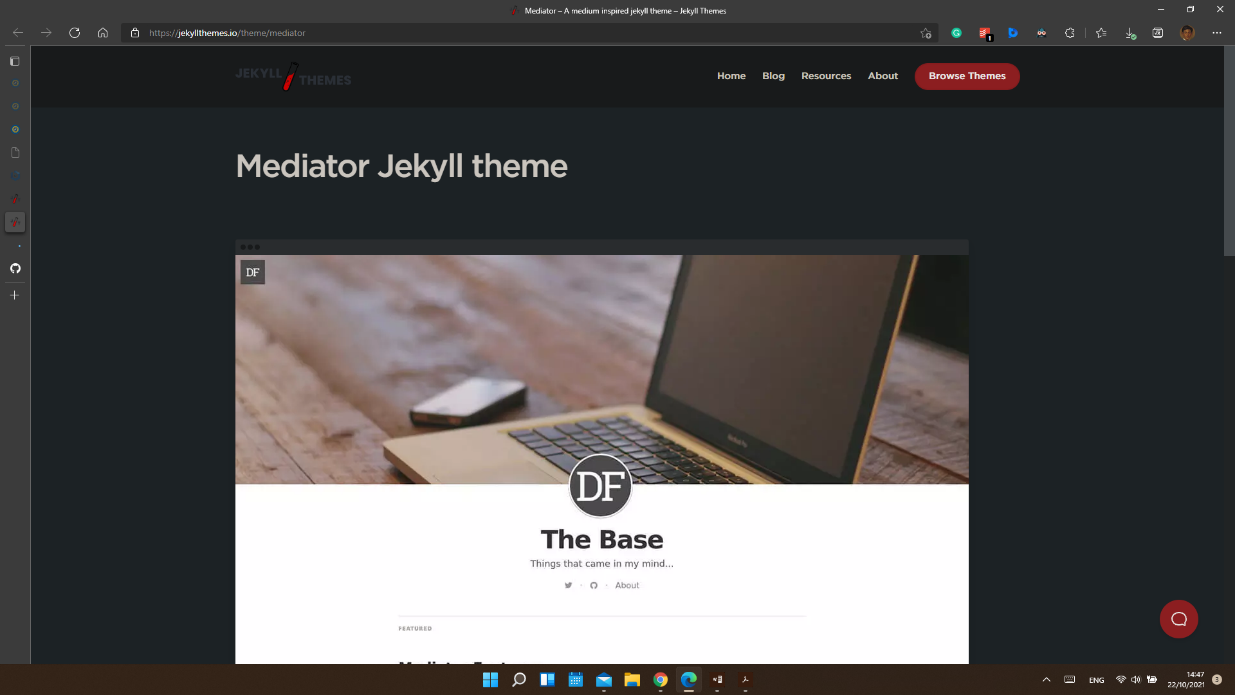 Mediator – A medium inspired jekyll theme – Jekyll Themes
https://jekyllthemes.io/theme/mediator
1
JEKYLL THEMES
Home
Blog
Resources
About
Browse Themes
Mediator Jekyll theme
DF
DF
The Base
Things that came in my mind...
About
FEATURED
ENG
14:47
22/10/2021
3